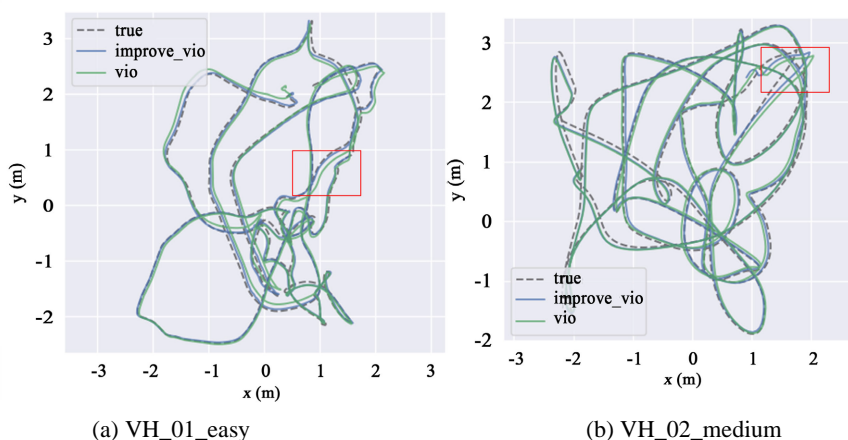 true
improve_vio
vio
3
2
1
0
-1
-2
y (m)
-3
-2
-1
0
1
2
3
x (m)
(a) VH_01_easy
3
2
1
0
-1
-2
y (m)
true
improve_vio
vio
-3
-2
-1
0
1
2
x (m)
(b) VH_02_medium